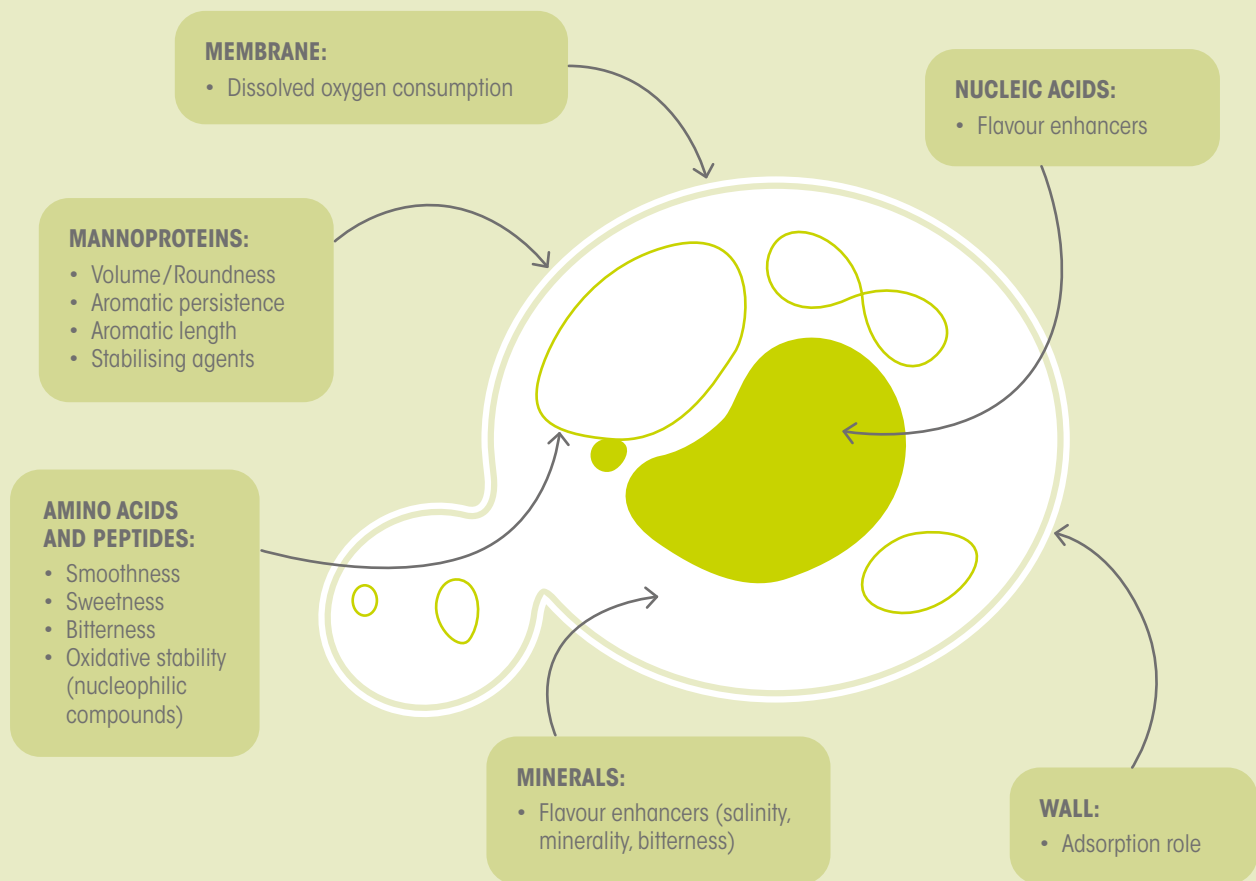 MEMBRANE:
• Dissolved oxygen consumption
NUCLEIC ACIDS:
• Flavour enhancers
MANNOPROTEINS:
• Volume/Roundness
• Aromatic persistence
• Aromatic length
• Stabilising agents
AMINO ACIDS
AND PEPTIDES:
• Smoothness
• Sweetness
• Bitterness
• Oxidative stability
(nucleophilic
compounds)
MINERALS:
• Flavour enhancers (salinity,
minerality, bitterness)
WALL:
• Adsorption role